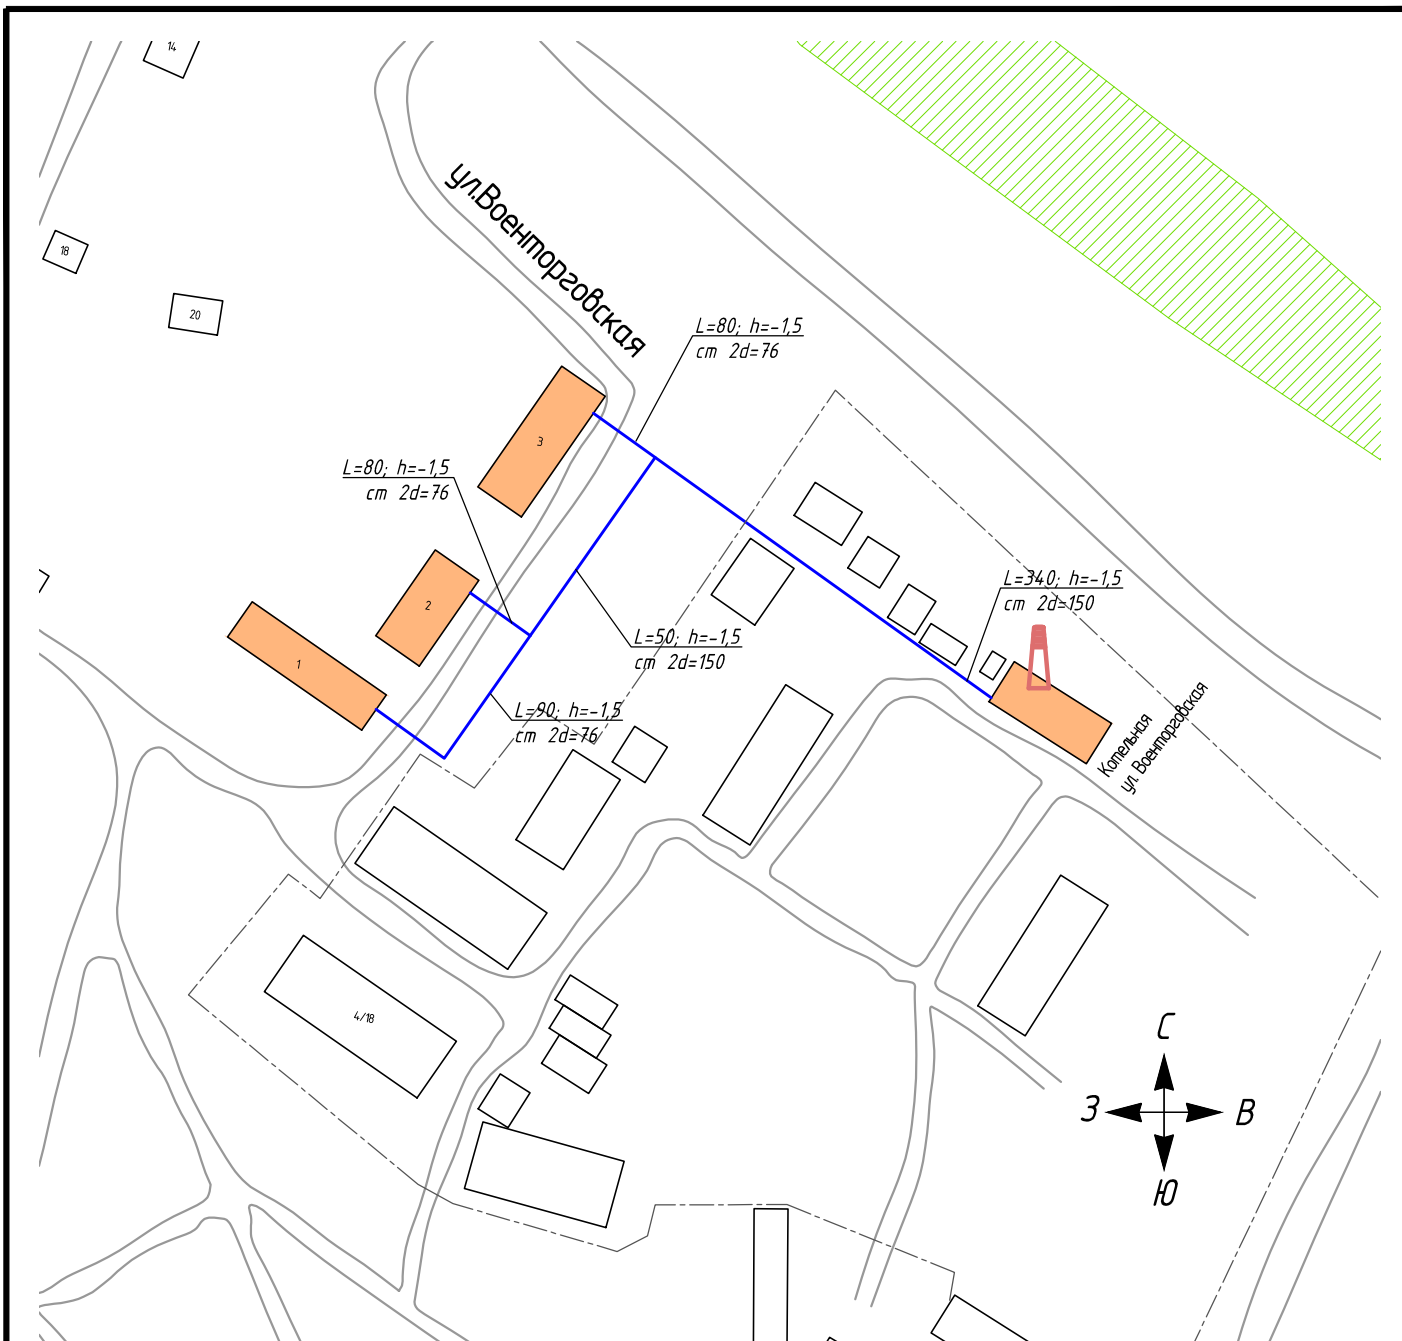 14
ул.Военторговская
18
20
L=80; h=-1,5
ст 2d=76
3
L=80; h=-1,5
ст 2d=76
L=340; h=-1,5
ст 2d=150
2
L=50; h=-1,5
ст 2d=150
1
L=90; h=-1,5
ст 2d=76
Котельная
ул. Военторговская
4/18
С
З
В
Ю